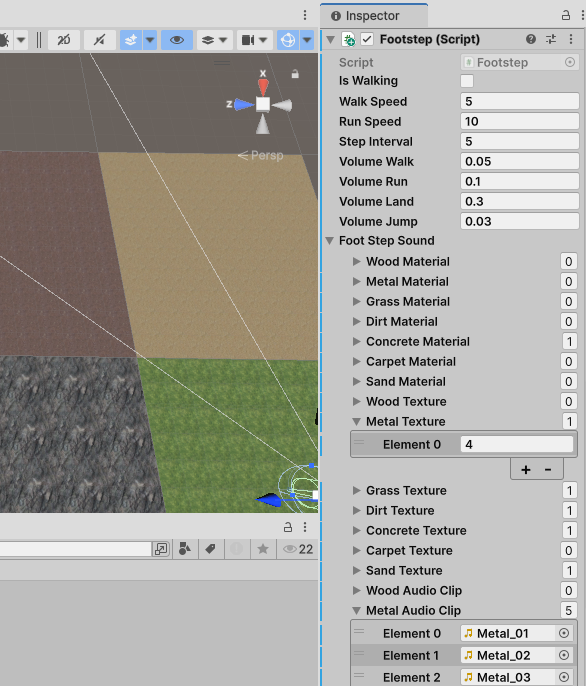 Inspector
Footstep (Script)
2D
Script Footstep
Is Walking
Walk Speed 5
Run Speed 10
Step Interval 5
Volume Walk 0.05
Volume Run 0.1
Volume Land 0.3
Volume Jump 0.03
Foot Step Sound
x
z
Persp
Wood Material 0
Metal Material 0
Grass Material 0
Dirt Material 0
Concrete Material 1
Carpet Material 0
Sand Material 0
Wood Texture 0
Metal Texture 1
Element 0 4
+ -
Grass Texture 1
Dirt Texture 1
Concrete Texture 1
22
Carpet Texture 0
Sand Texture 1
Wood Audio Clip 0
Metal Audio Clip 5
Element 0 Metal_01
Element 1 Metal_02
Element 2 Metal_03